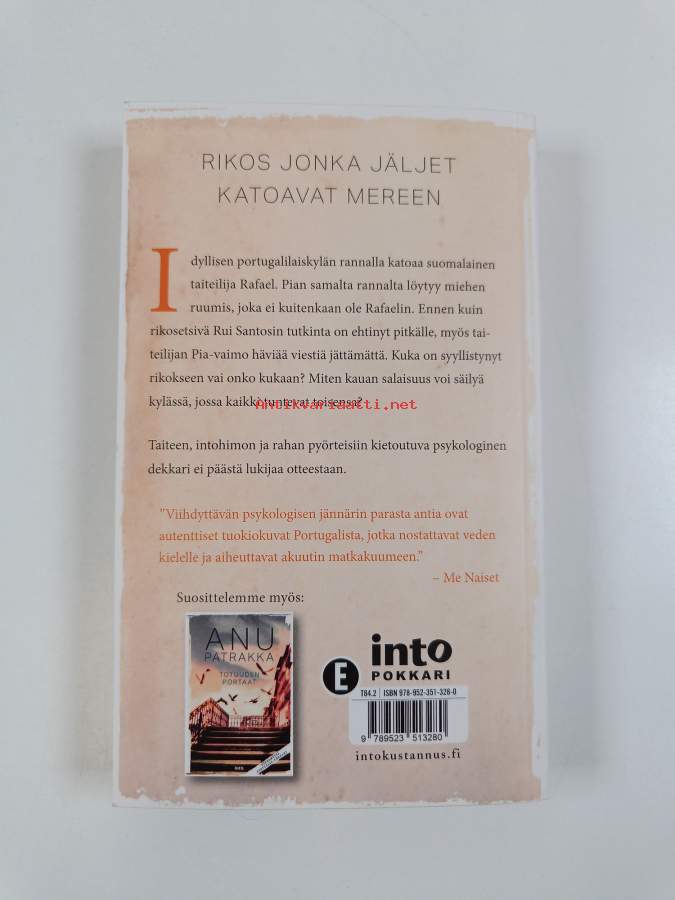 RIKOS JONKA JÄLJET
KATOAVAT MEREEN
Idyllisen portugalilaiskylän rannalla katoaa suomalainen
taiteilija Rafael. Pian samalta rannalta löytyy miehen
ruumis, joka ei kuitenkaan ole Rafaelin. Ennen kuin
rikosetsivä Rui Santosin tutkinta on ehtinyt pitkälle, myös tai-
teilijan Pia-vaimo häviää viestiä jättämättä. Kuka on syyllistynyt
rikokseen vai onko kukaan? Miten kauan salaisuus voi säilyä
kylässä, jossa kaikki tuntevat toisensa?
Antikvariaatti.net
Taiteen, intohimon ja rahan pyörteisiin kietoutuva psykologinen
dekkari ei päästä lukijaa otteestaan.
”Viihdyttävän psykologisen jännärin parasta antia ovat
autenttiset tuokiokuvat Portugalista, jotka nostattavat veden
kielelle ja aiheuttavat akuutin matkakuumeen.”
– Me Naiset
Suosittelemme myös:
ANU
PATRAKKA
TOTUUDEN
PORTAAT
E
into
POKKARI
T84.2 | ISBN 978-952-351-328-0
9 789523 513280
intokustannus.fi